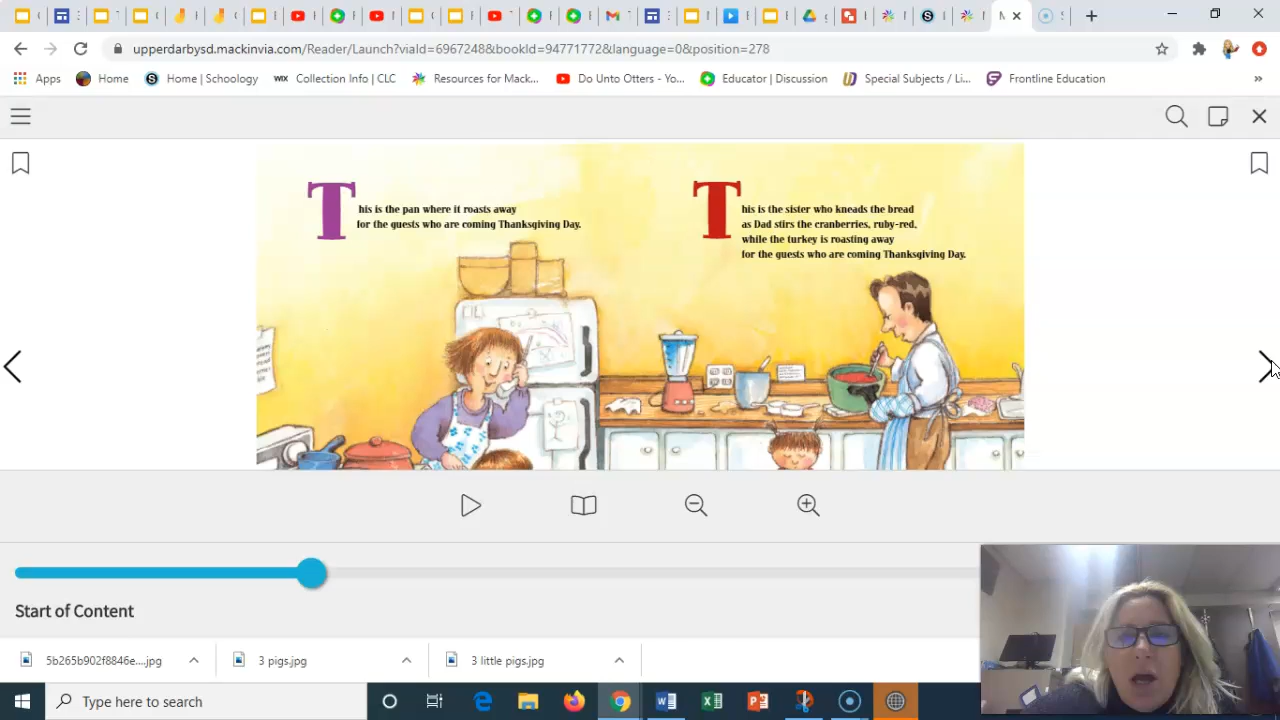 upperdarbysd.mackinvia.com/Reader/Launch?viaId=6967248&bookId=94771772&language=0&position=278
Apps Home Home | Schoology WIX Collection Info | CLC Resources for Mack... Do Unto Otters - Yo... Educator | Discussion Special Subjects / Li... Frontline Education »
This is the pan where it roasts away
for the guests who are coming Thanksgiving Day.
This is the sister who kneads the bread
as Dad stirs the cranberries, ruby-red,
while the turkey is roasting away
for the guests who are coming Thanksgiving Day.
Start of Content
5b265b902f8846e....jpg 3 pigs.jpg 3 little pigs.jpg
Type here to search